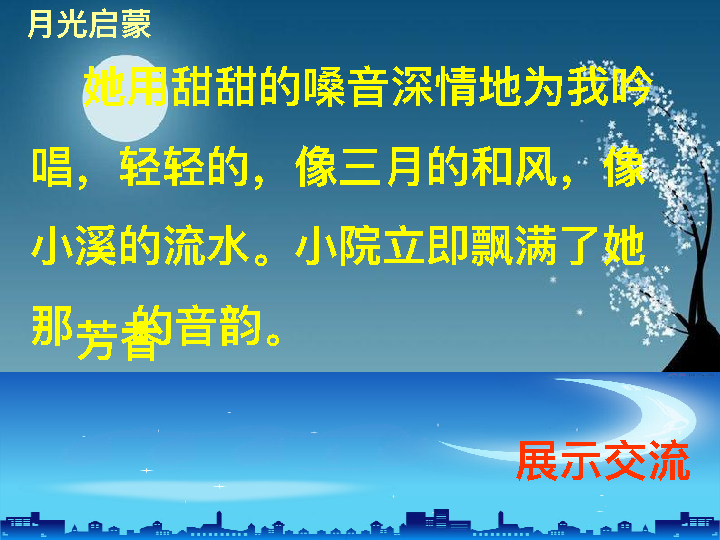 月光启蒙
她用甜甜的嗓音深情地为我吟
唱，轻轻的，像三月的和风，像
小溪的流水。小院立即飘满了她
那芳香的音韵。
展示交流